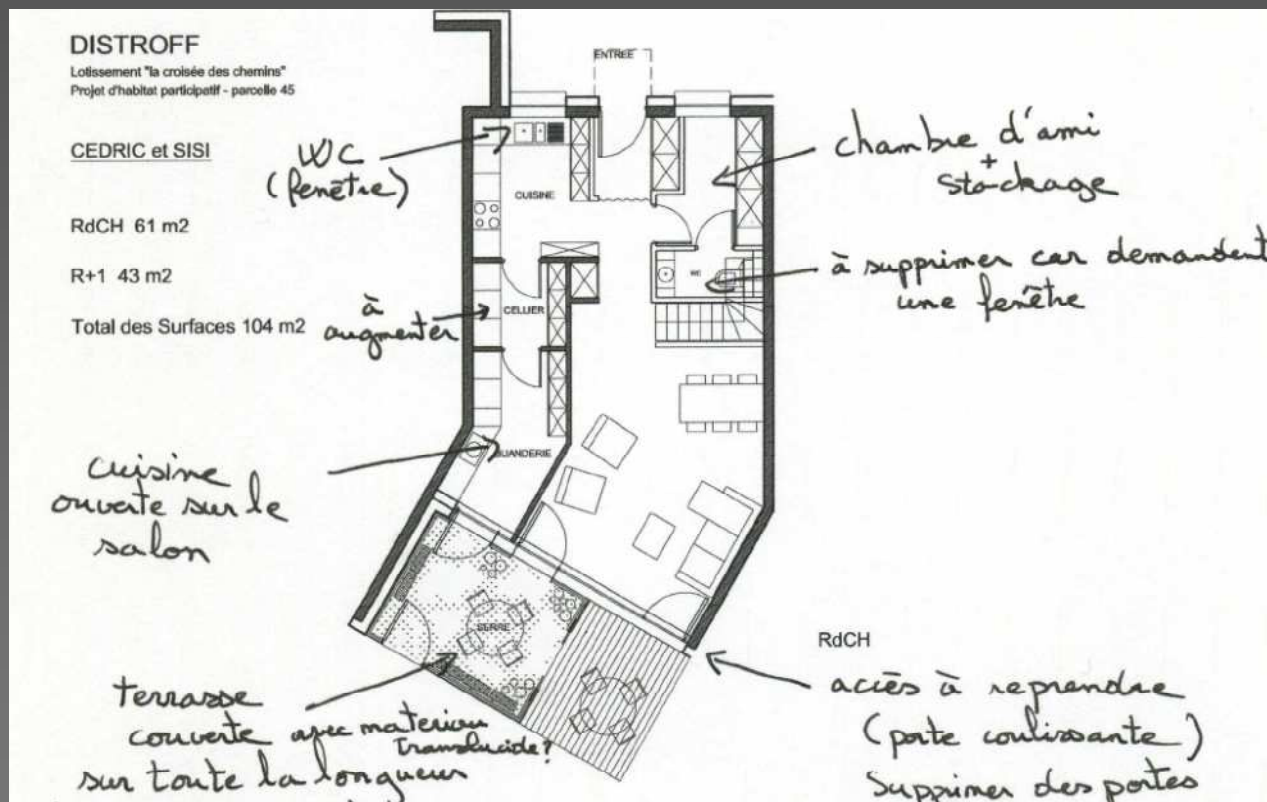 DISTROFF
Lotissement "la croisée des chemins"
Projet d'habitat participatif - parcelle 45
CEDRIC et SISI
RdCH 61 m2
R+1 43 m2
Total des Surfaces 104 m2
ENTREE
WC
(fenêtre)
CUISINE
chambre d'ami
+
stockage
WC
à supprimer car demandent
une fenêtre
à
augmenter
CELLIER
BUANDERIE
cuisine
ouverte sur le
salon
SERRE
RdCH
terrasse
couverte avec materiau
translucide?
sur toute la longueur
accès à reprendre
(porte coulissante)
Supprimer des portes